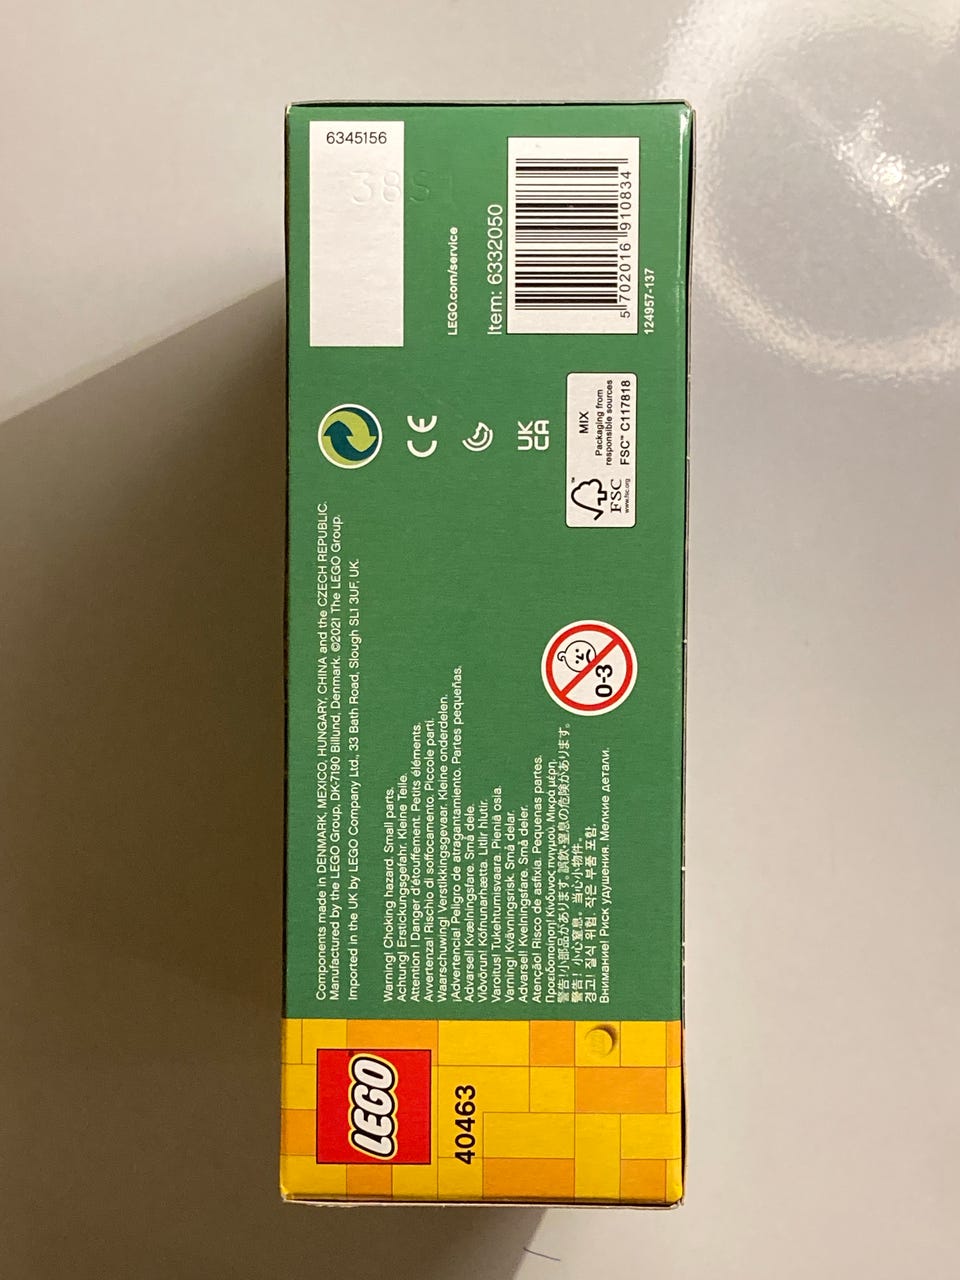 LEGO
40463
Components made in DENMARK, MEXICO, HUNGARY, CHINA and the CZECH REPUBLIC.
Manufactured by the LEGO Group, DK-7190 Billund, Denmark. ©2021 The LEGO Group.
Imported in the UK by LEGO Company Ltd., 33 Bath Road, Slough SL1 3UF, UK.
Warning! Choking hazard. Small parts.
Achtung! Erstickungsgefahr. Kleine Teile.
Attention ! Danger d'étouffement. Petits éléments.
Avvertenza! Rischio di soffocamento. Piccole parti.
Waarschuwing! Verstikkingsgevaar. Kleine onderdelen.
¡Advertencia! Peligro de atragantamiento. Partes pequeñas.
Advarsel! Kvælningsfare. Små dele.
Viðvörun! Köfnunarhætta. Litlir hlutir.
Varoitus! Tukehtumisvaara. Pieniä osia.
Varning! Kvävningsrisk. Små delar.
Advarsel! Kvelningsfare. Små deler.
Atenção! Risco de asfixia. Pequenas partes.
Προειδοποίηση! Κίνδυνος πνιγμού. Μικρά μέρη.
警告!小部品があります。誤飲・窒息の危険があります。
警告! 小心窒息。当心小物件。
경고! 질식 위험. 작은 부품 포함.
Внимание! Риск удушения. Мелкие детали.
0-3
CE
UK
CA
FSC
www.fsc.org
MIX
Packaging from
responsible sources
FSC™ C117818
6345156
38S
LEGO.com/service
Item: 6332050
5 702016 910834
124957-137